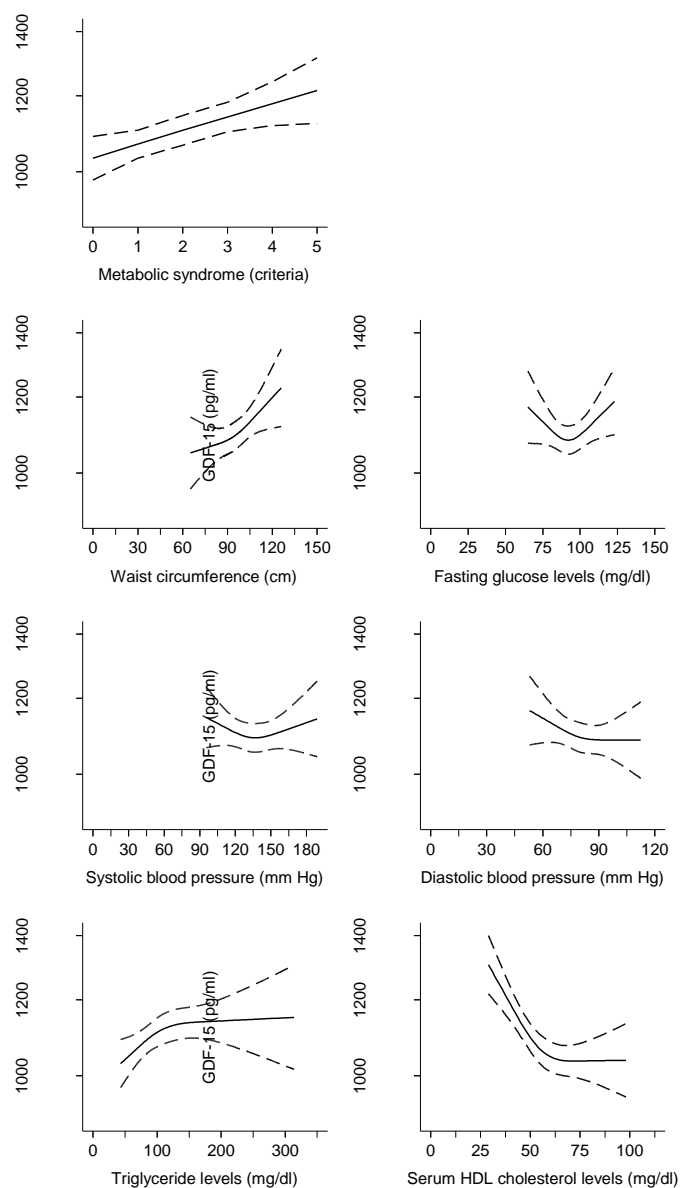 1400
1200
1000
0 1 2 3 4 5
Metabolic syndrome (criteria)
1400
1200
1000
GDF-15 (pg/ml)
0 30 60 90 120 150
Waist circumference (cm)
1400
1200
1000
0 25 50 75 100 125 150
Fasting glucose levels (mg/dl)
1400
1200
1000
GDF-15 (pg/ml)
0 30 60 90 120 150 180
Systolic blood pressure (mm Hg)
1400
1200
1000
0 30 60 90 120
Diastolic blood pressure (mm Hg)
1400
1200
1000
GDF-15 (pg/ml)
0 100 200 300
Triglyceride levels (mg/dl)
1400
1200
1000
0 25 50 75 100
Serum HDL cholesterol levels (mg/dl)